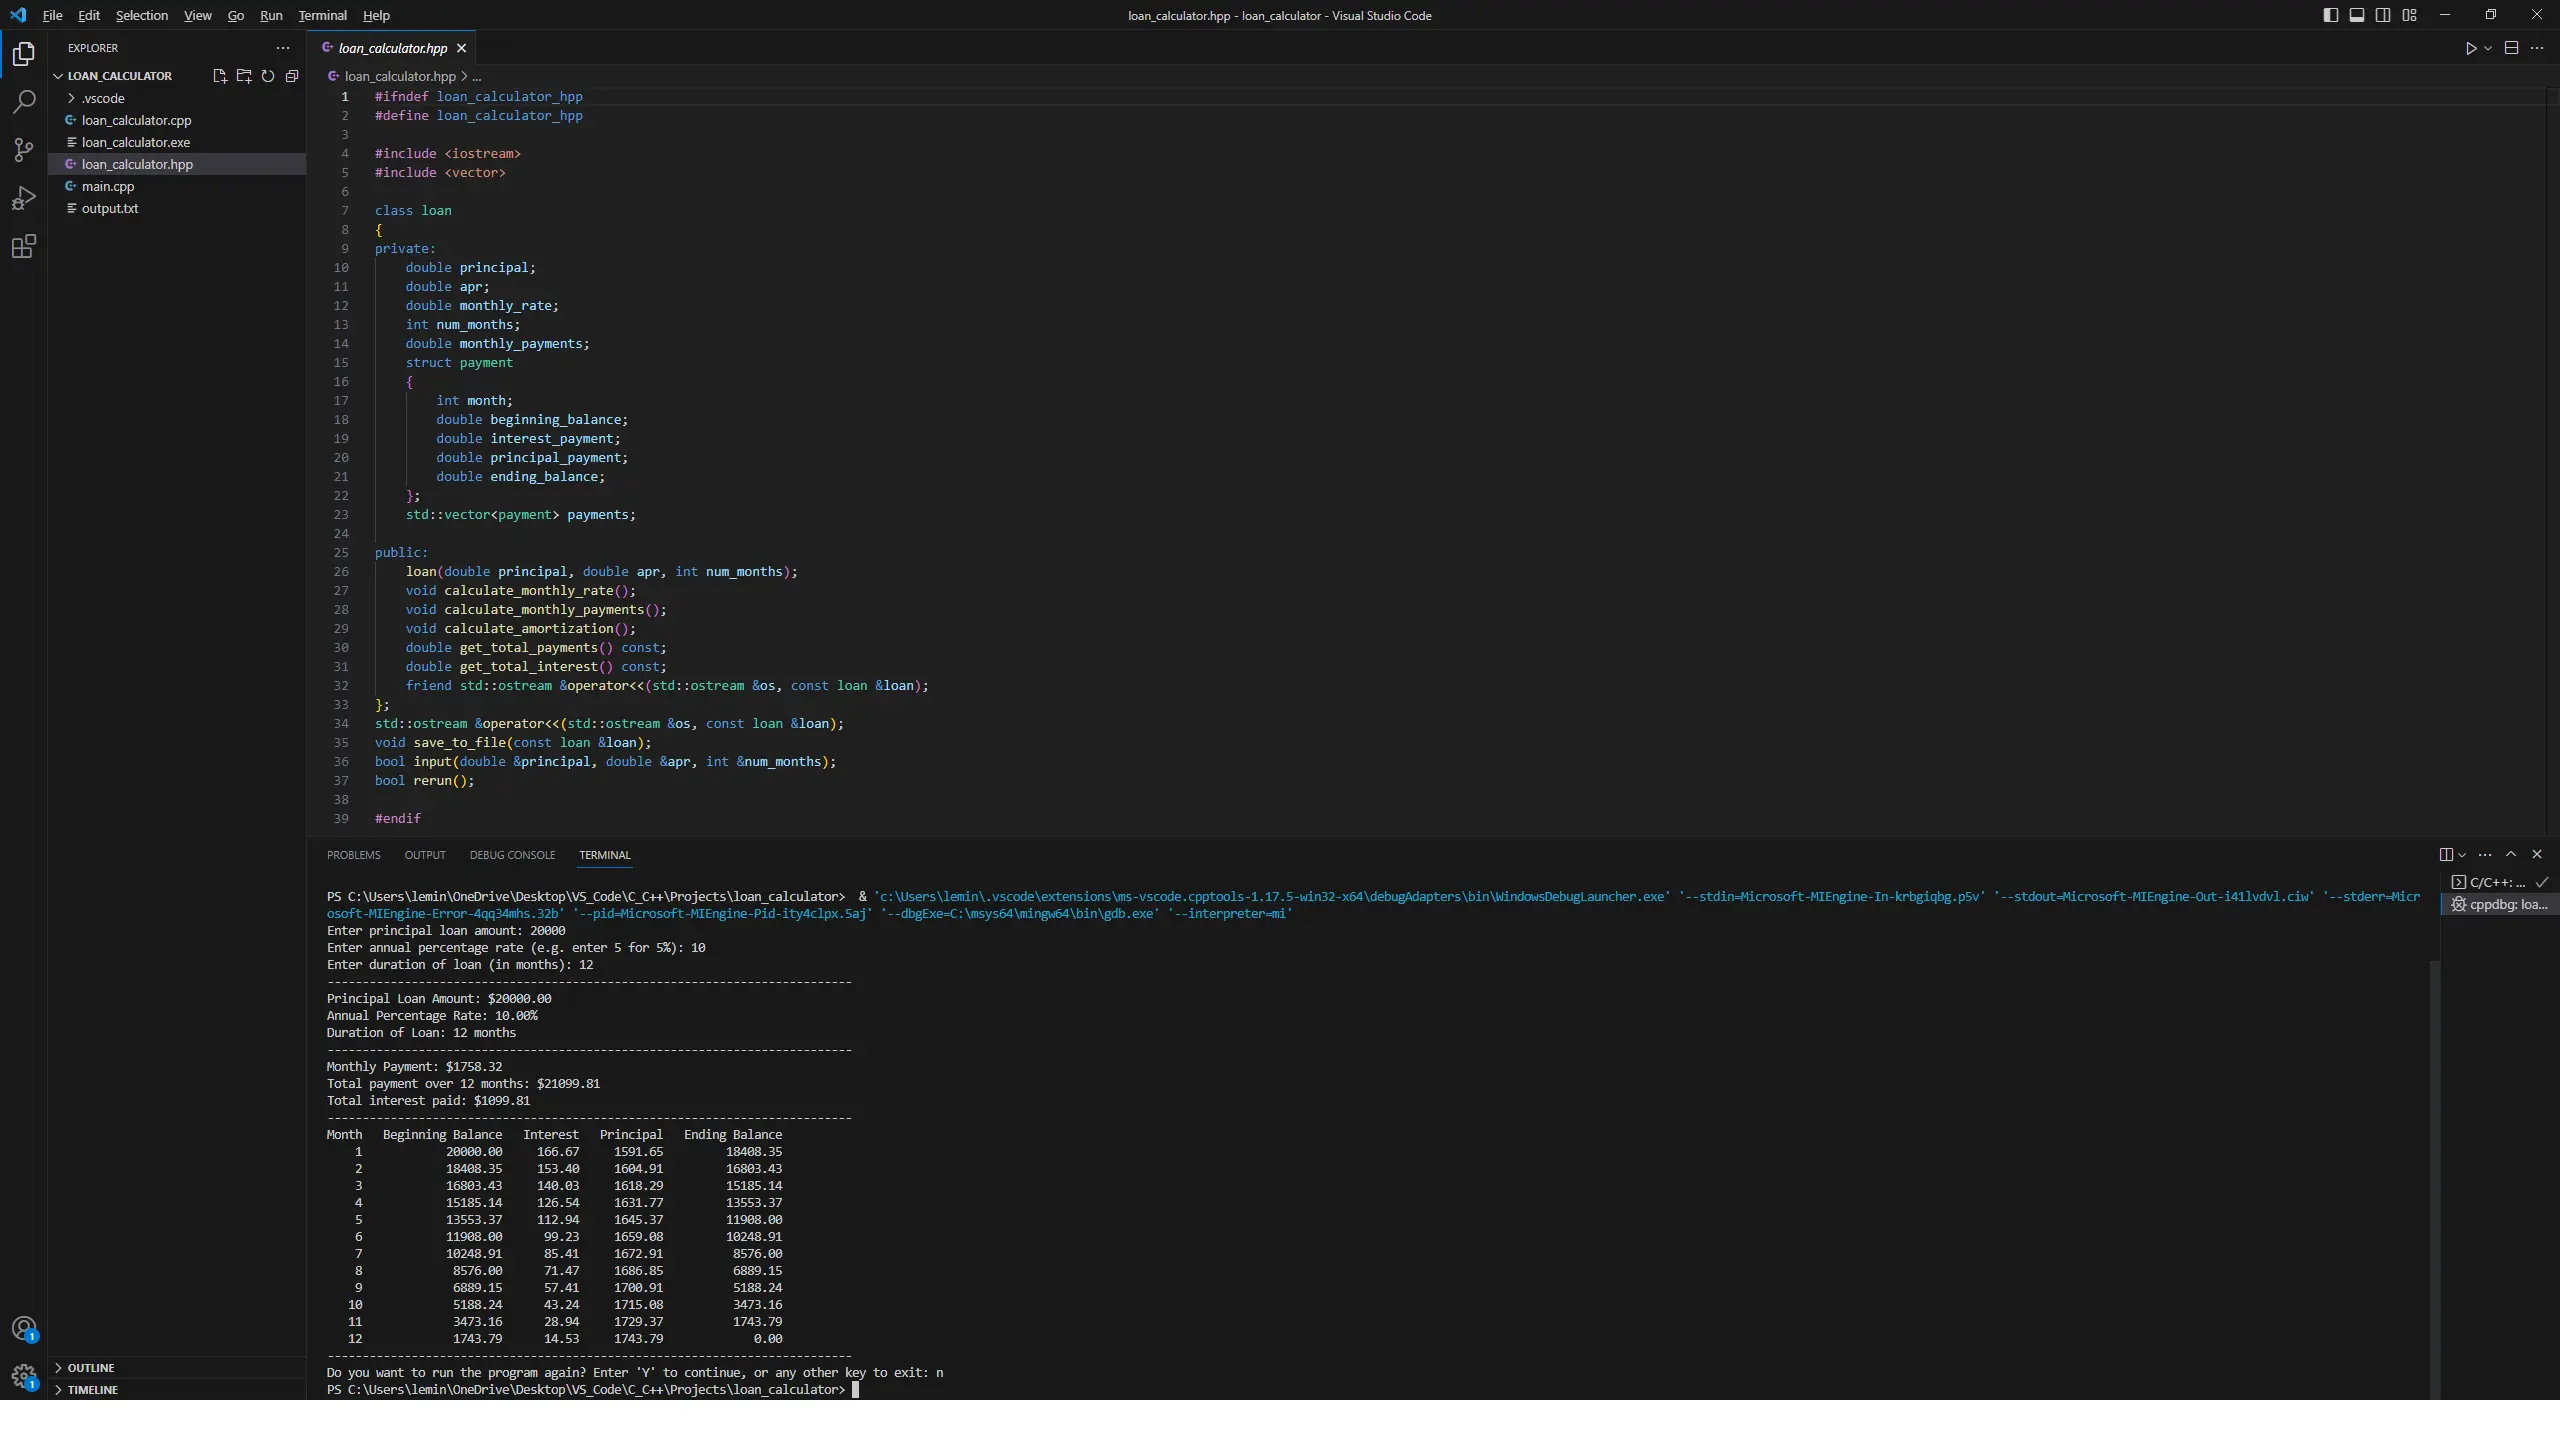 File Edit Selection View Go Run Terminal Help
loan_calculator.hpp - loan_calculator - Visual Studio Code
EXPLORER
LOAN_CALCULATOR
.vscode
loan_calculator.cpp
loan_calculator.exe
loan_calculator.hpp
main.cpp
output.txt
OUTLINE
TIMELINE
1
1
loan_calculator.hpp
loan_calculator.hpp > ...
1 #ifndef loan_calculator_hpp
2 #define loan_calculator_hpp
3
4 #include <iostream>
5 #include <vector>
6
7 class loan
8 {
9 private:
10 double principal;
11 double apr;
12 double monthly_rate;
13 int num_months;
14 double monthly_payments;
15 struct payment
16 {
17 int month;
18 double beginning_balance;
19 double interest_payment;
20 double principal_payment;
21 double ending_balance;
22 };
23 std::vector<payment> payments;
24
25 public:
26 loan(double principal, double apr, int num_months);
27 void calculate_monthly_rate();
28 void calculate_monthly_payments();
29 void calculate_amortization();
30 double get_total_payments() const;
31 double get_total_interest() const;
32 friend std::ostream &operator<<(std::ostream &os, const loan &loan);
33 };
34 std::ostream &operator<<(std::ostream &os, const loan &loan);
35 void save_to_file(const loan &loan);
36 bool input(double &principal, double &apr, int &num_months);
37 bool rerun();
38
39 #endif
PROBLEMS OUTPUT DEBUG CONSOLE TERMINAL
C/C++: ...
cppdbg: loa...
PS C:\Users\lemin\OneDrive\Desktop\VS_Code\C_C++\Projects\loan_calculator>  & 'c:\Users\lemin\.vscode\extensions\ms-vscode.cpptools-1.17.5-win32-x64\debugAdapters\bin\WindowsDebugLauncher.exe' '--stdin=Microsoft-MIEngine-In-krbgiqbg.p5v' '--stdout=Microsoft-MIEngine-Out-i41lvdvl.ciw' '--stderr=Micr
osoft-MIEngine-Error-4qq34mhs.32b' '--pid=Microsoft-MIEngine-Pid-ity4clpx.5aj' '--dbgExe=C:\msys64\mingw64\bin\gdb.exe' '--interpreter=mi'
Enter principal loan amount: 20000
Enter annual percentage rate (e.g. enter 5 for 5%): 10
Enter duration of loan (in months): 12
---------------------------------------------------------------------------
Principal Loan Amount: $20000.00
Annual Percentage Rate: 10.00%
Duration of Loan: 12 months
---------------------------------------------------------------------------
Monthly Payment: $1758.32
Total payment over 12 months: $21099.81
Total interest paid: $1099.81
---------------------------------------------------------------------------
Month Beginning Balance Interest Principal Ending Balance
1 20000.00 166.67 1591.65 18408.35
2 18408.35 153.40 1604.91 16803.43
3 16803.43 140.03 1618.29 15185.14
4 15185.14 126.54 1631.77 13553.37
5 13553.37 112.94 1645.37 11908.00
6 11908.00 99.23 1659.08 10248.91
7 10248.91 85.41 1672.91 8576.00
8 8576.00 71.47 1686.85 6889.15
9 6889.15 57.41 1700.91 5188.24
10 5188.24 43.24 1715.08 3473.16
11 3473.16 28.94 1729.37 1743.79
12 1743.79 14.53 1743.79 0.00
---------------------------------------------------------------------------
Do you want to run the program again? Enter 'Y' to continue, or any other key to exit: n
PS C:\Users\lemin\OneDrive\Desktop\VS_Code\C_C++\Projects\loan_calculator>